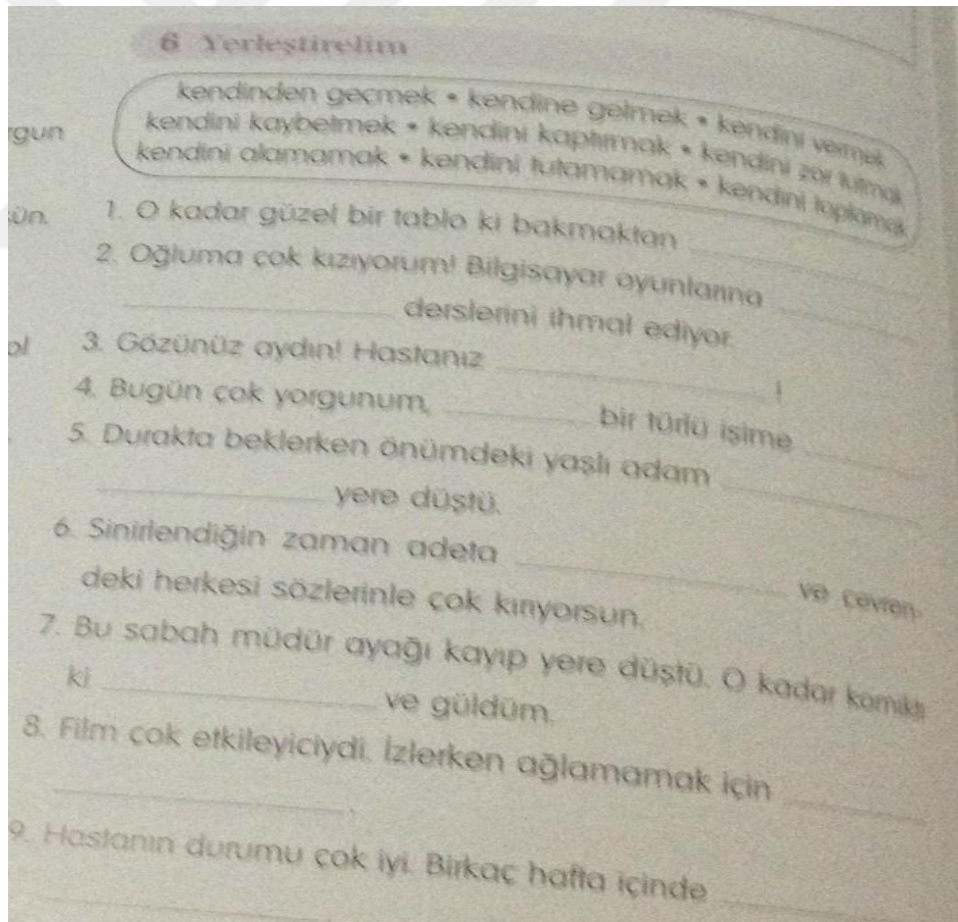 6 Yerleştirelim
kendinden geçmek • kendine gelmek • kendini vermek
kendini kaybetmek • kendini kaptırmak • kendini zor tutmak
kendini alamamak • kendini tutamamak • kendini toplamak
rgun
ün.
1. O kadar güzel bir tablo ki bakmaktan
2. Oğluma çok kızıyorum! Bilgisayar oyunlarına
derslerini ihmal ediyor.
ol
3. Gözünüz aydın! Hastanız !
4. Bugün çok yorgunum, bir türlü işime
5. Durakta beklerken önümdeki yaşlı adam
yere düştü.
6. Sinirlendiğin zaman adeta ve çevren-
deki herkesi sözlerinle çok kırıyorsun.
7. Bu sabah müdür ayağı kayıp yere düştü. O kadar komikti
ki ve güldüm.
8. Film çok etkileyiciydi. İzlerken ağlamamak için
.
9. Hastanın durumu çok iyi. Birkaç hafta içinde